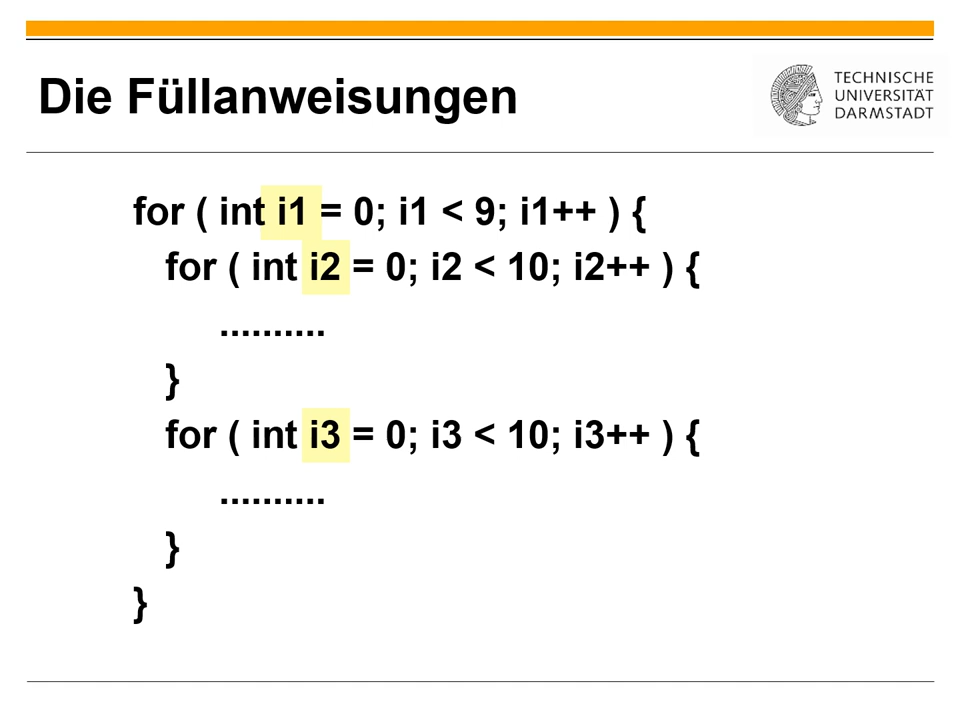 Die Füllanweisungen
TECHNISCHE
UNIVERSITÄT
DARMSTADT
for ( int i1 = 0; i1 < 9; i1++ ) {
for ( int i2 = 0; i2 < 10; i2++ ) {
..........
}
for ( int i3 = 0; i3 < 10; i3++ ) {
..........
}
}